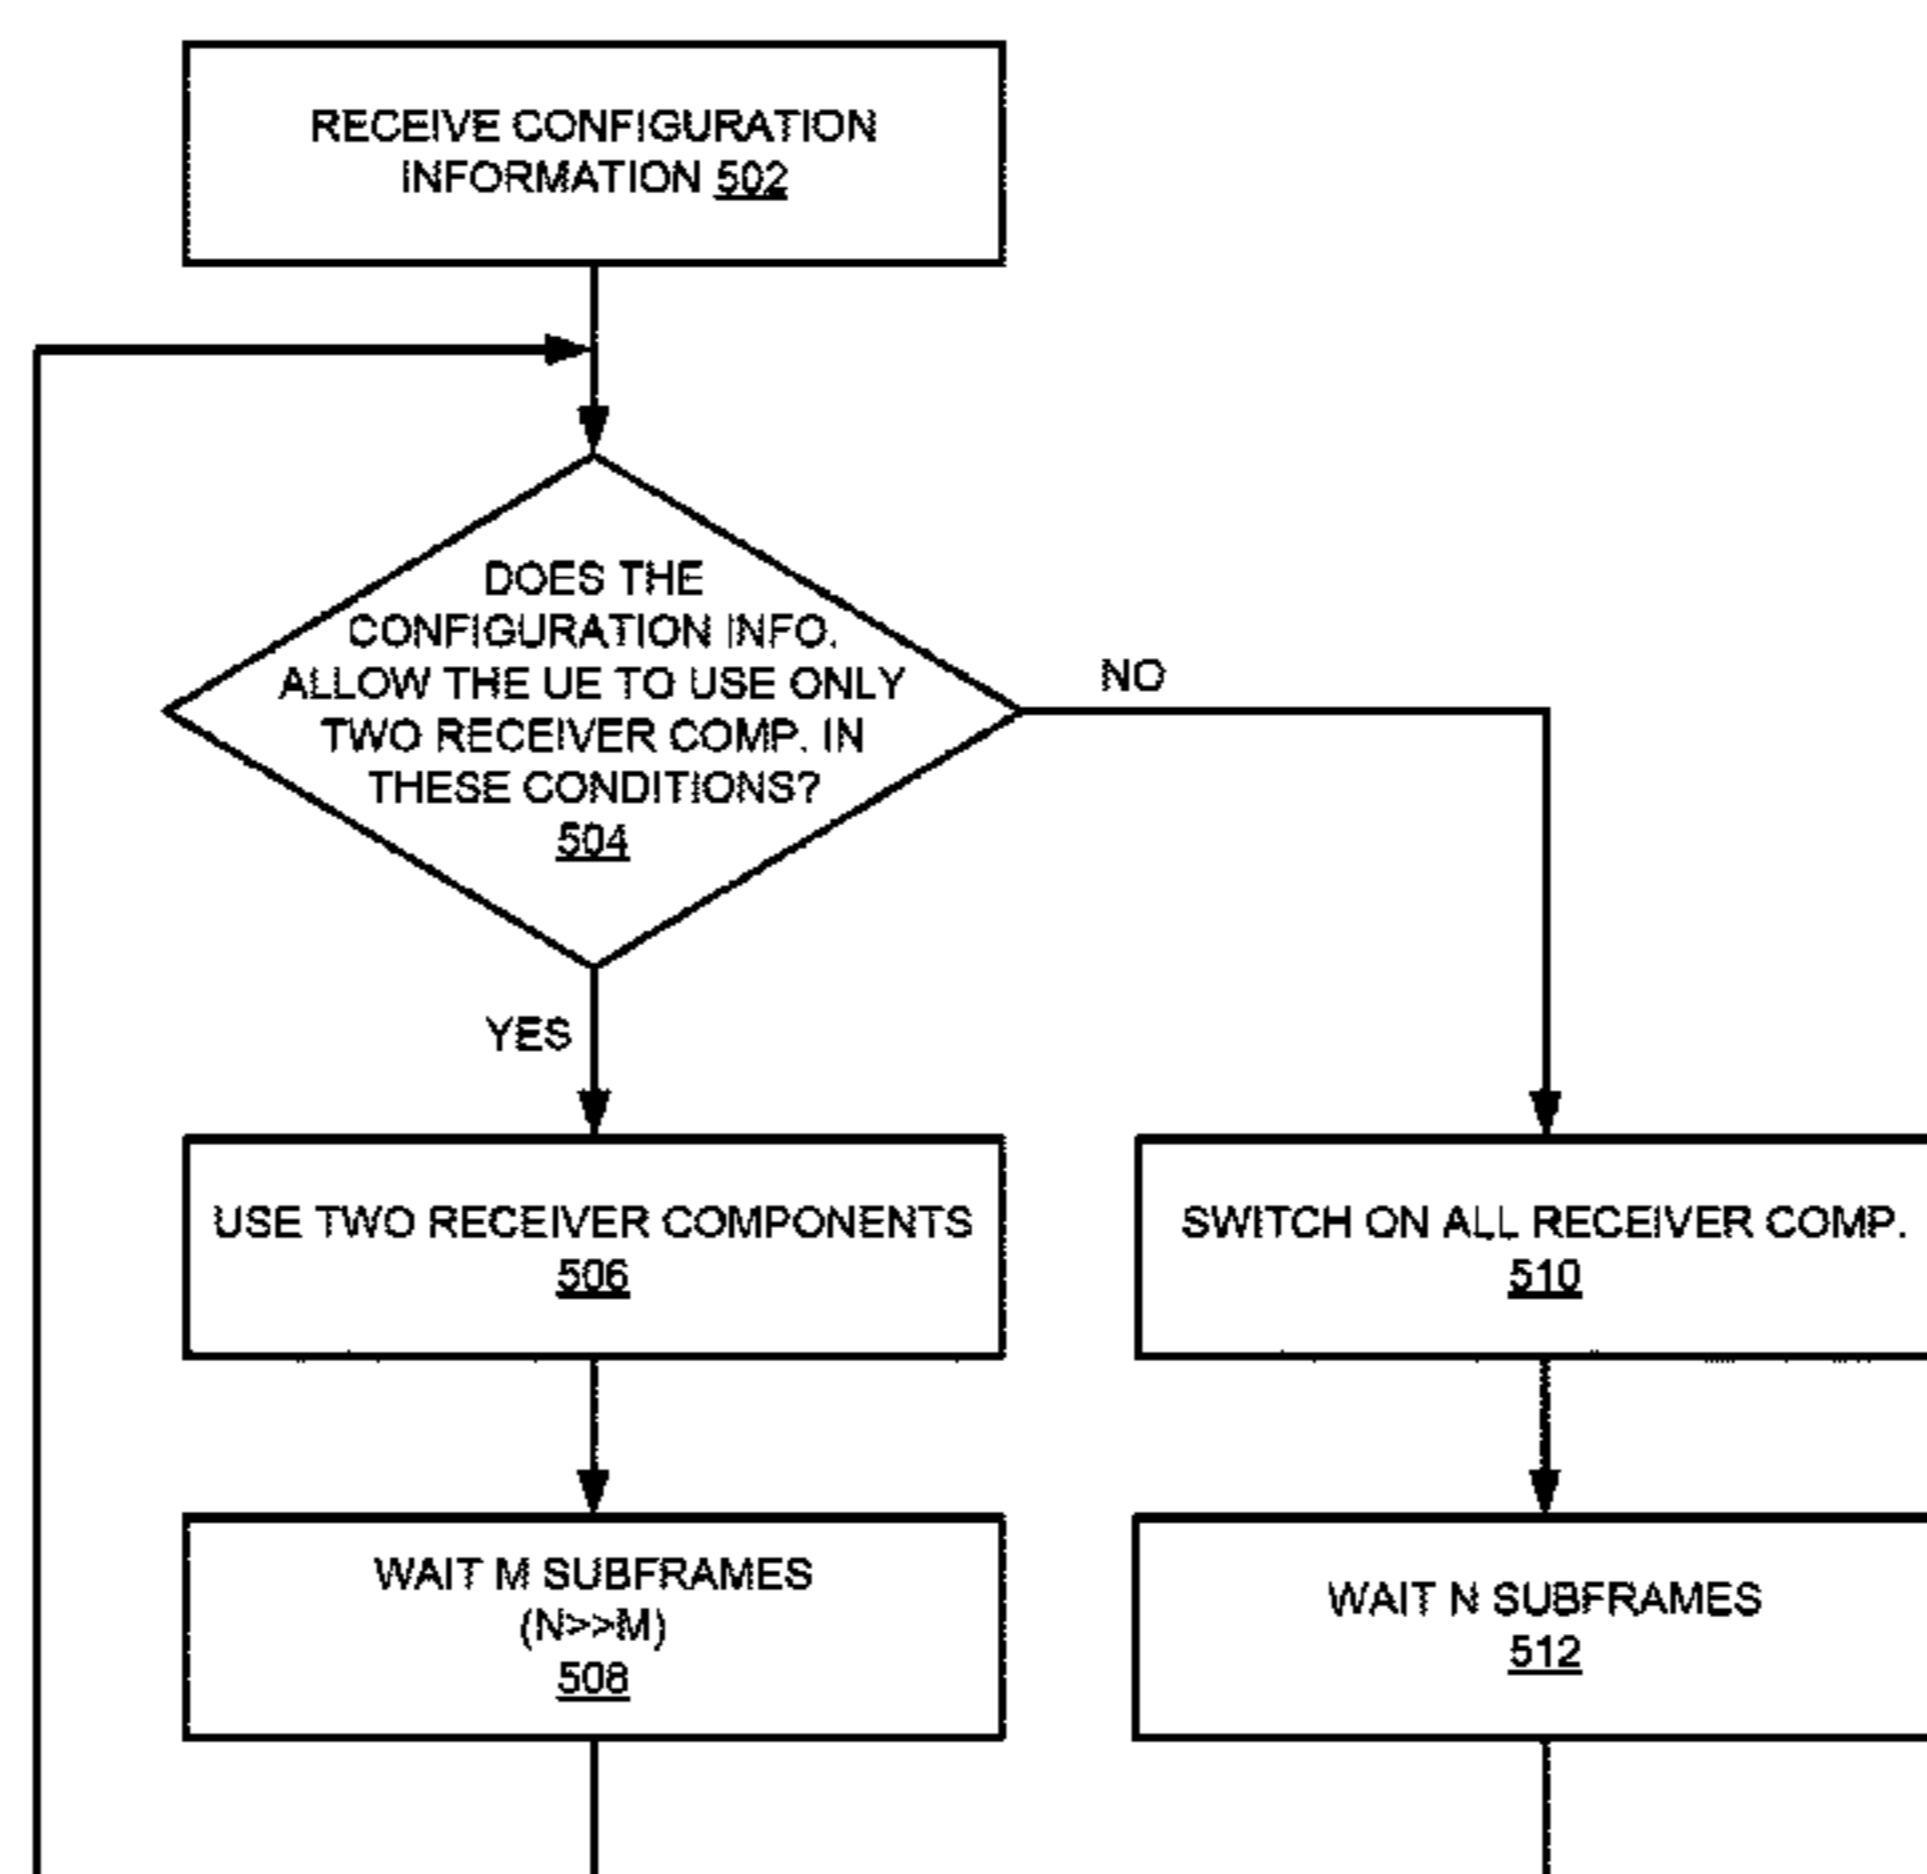 RECEIVE CONFIGURATION
INFORMATION 502
DOES THE
CONFIGURATION INFO.
ALLOW THE UE TO USE ONLY
TWO RECEIVER COMP. IN
THESE CONDITIONS?
504
NO
YES
USE TWO RECEIVER COMPONENTS
506
SWITCH ON ALL RECEIVER COMP.
510
WAIT M SUBFRAMES
(N>>M)
508
WAIT N SUBFRAMES
512